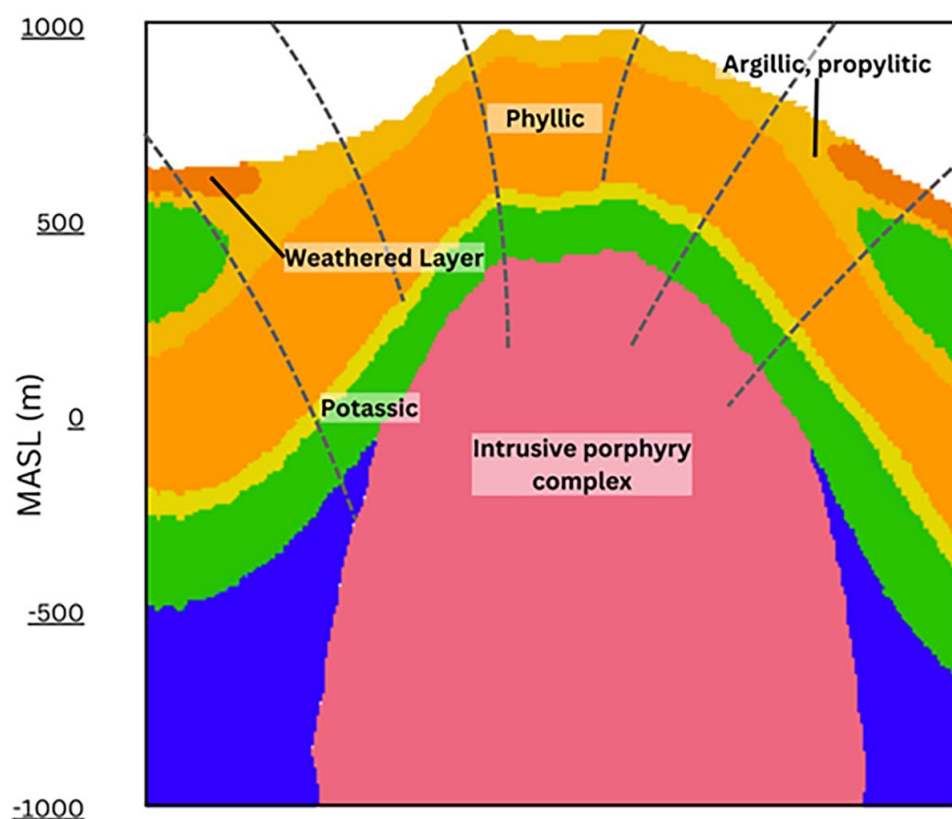 1000
Argillic, propylitic
Phyllic
500
Weathered Layer
MASL (m)
0
Potassic
Intrusive porphyry
complex
-500
-1000